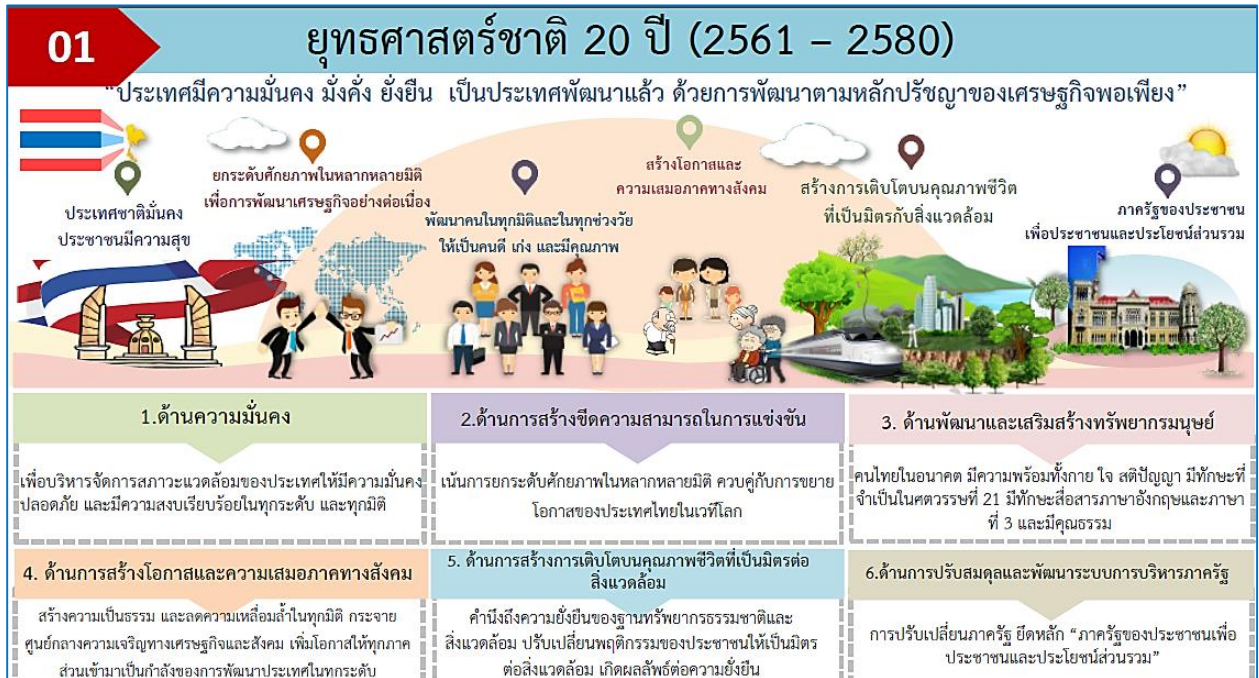 01
ยุทธศาสตร์ชาติ 20 ปี (2561 – 2580)
“ประเทศมีความมั่นคง มั่งคั่ง ยั่งยืน เป็นประเทศพัฒนาแล้ว ด้วยการพัฒนาตามหลักปรัชญาของเศรษฐกิจพอเพียง”
ประเทศชาติมั่นคง
ประชาชนมีความสุข
ยกระดับศักยภาพในหลากหลายมิติ
เพื่อการพัฒนาเศรษฐกิจอย่างต่อเนื่อง
พัฒนาคนในทุกมิติและในทุกช่วงวัย
ให้เป็นคนดี เก่ง และมีคุณภาพ
สร้างโอกาสและ
ความเสมอภาคทางสังคม
สร้างการเติบโตบนคุณภาพชีวิต
ที่เป็นมิตรกับสิ่งแวดล้อม
ภาครัฐของประชาชน
เพื่อประชาชนและประโยชน์ส่วนรวม
1.ด้านความมั่นคง
เพื่อบริหารจัดการสภาวะแวดล้อมของประเทศให้มีความมั่นคง
ปลอดภัย และมีความสงบเรียบร้อยในทุกระดับ และทุกมิติ
2.ด้านการสร้างขีดความสามารถในการแข่งขัน
เน้นการยกระดับศักยภาพในหลากหลายมิติ ควบคู่กับการขยาย
โอกาสของประเทศไทยในเวทีโลก
3. ด้านพัฒนาและเสริมสร้างทรัพยากรมนุษย์
คนไทยในอนาคต มีความพร้อมทั้งกาย ใจ สติปัญญา มีทักษะที่
จำเป็นในศตวรรษที่ 21 มีทักษะสื่อสารภาษาอังกฤษและภาษา
ที่ 3 และมีคุณธรรม
4. ด้านการสร้างโอกาสและความเสมอภาคทางสังคม
สร้างความเป็นธรรม และลดความเหลื่อมล้ำในทุกมิติ กระจาย
ศูนย์กลางความเจริญทางเศรษฐกิจและสังคม เพิ่มโอกาสให้ทุกภาค
ส่วนเข้ามาเป็นกำลังของการพัฒนาประเทศในทุกระดับ
5. ด้านการสร้างการเติบโตบนคุณภาพชีวิตที่เป็นมิตรต่อ
สิ่งแวดล้อม
คำนึงถึงความยั่งยืนของฐานทรัพยากรธรรมชาติและ
สิ่งแวดล้อม ปรับเปลี่ยนพฤติกรรมของประชาชนให้เป็นมิตร
ต่อสิ่งแวดล้อม เกิดผลลัพธ์ต่อความยั่งยืน
6.ด้านการปรับสมดุลและพัฒนาระบบการบริหารภาครัฐ
การปรับเปลี่ยนภาครัฐ ยึดหลัก “ภาครัฐของประชาชนเพื่อ
ประชาชนและประโยชน์ส่วนรวม”